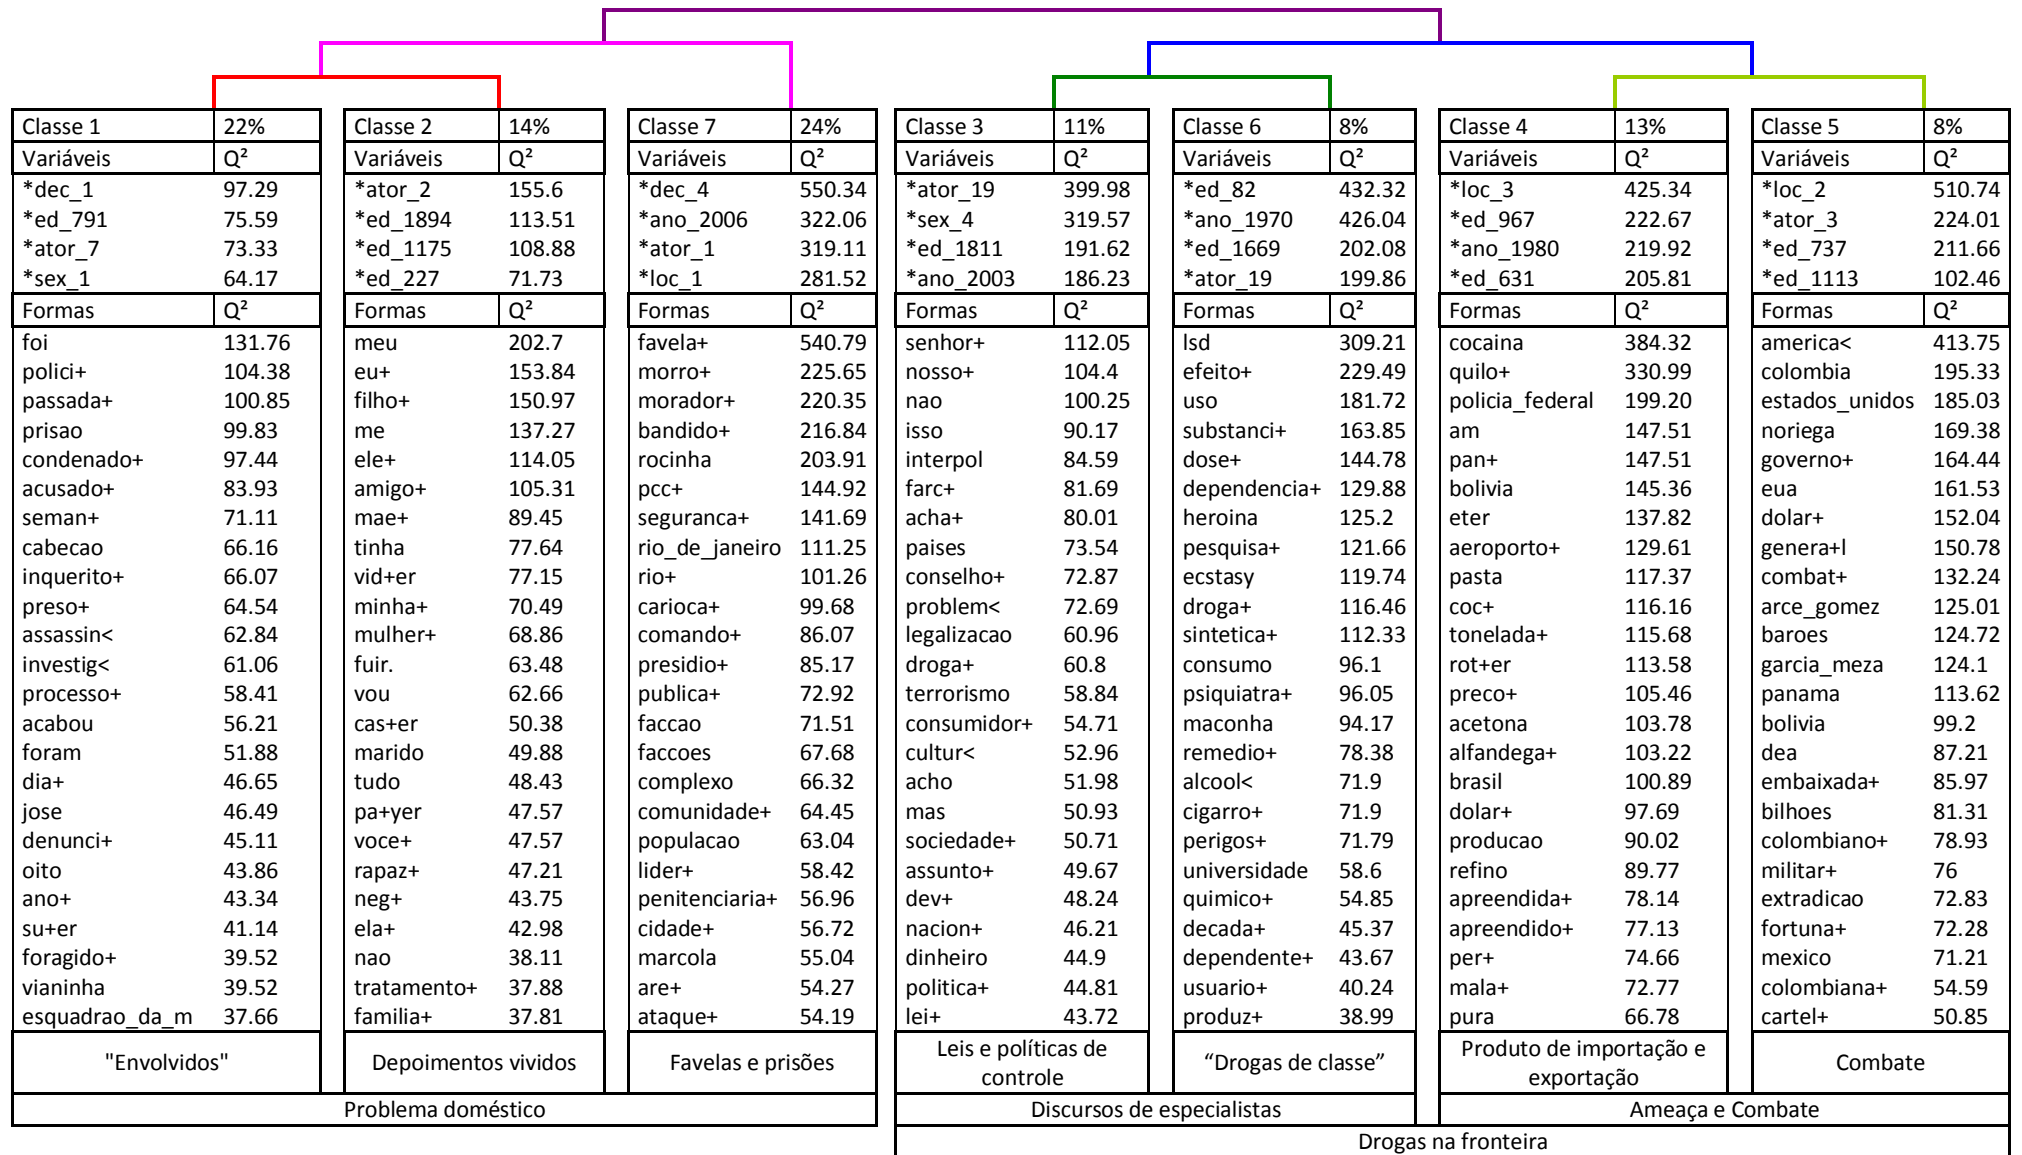 Classe 1 22% Classe 2 14% Classe 7 24% Classe 3 11% Classe 6 8% Classe 4 13% Classe 5 8%
Variáveis Q² Variáveis Q² Variáveis Q² Variáveis Q² Variáveis Q² Variáveis Q² Variáveis Q²
*dec_1 97.29 *ator_2 155.6 *dec_4 550.34 *ator_19 399.98 *ed_82 432.32 *loc_3 425.34 *loc_2 510.74
*ed_791 75.59 *ed_1894 113.51 *ano_2006 322.06 *sex_4 319.57 *ano_1970 426.04 *ed_967 222.67 *ator_3 224.01
*ator_7 73.33 *ed_1175 108.88 *ator_1 319.11 *ed_1811 191.62 *ed_1669 202.08 *ano_1980 219.92 *ed_737 211.66
*sex_1 64.17 *ed_227 71.73 *loc_1 281.52 *ano_2003 186.23 *ator_19 199.86 *ed_631 205.81 *ed_1113 102.46
Formas Q² Formas Q² Formas Q² Formas Q² Formas Q² Formas Q² Formas Q²
foi 131.76 meu 202.7 favela+ 540.79 senhor+ 112.05 lsd 309.21 cocaina 384.32 america< 413.75
polici+ 104.38 eu+ 153.84 morro+ 225.65 nosso+ 104.4 efeito+ 229.49 quilo+ 330.99 colombia 195.33
passada+ 100.85 filho+ 150.97 morador+ 220.35 nao 100.25 uso 181.72 policia_federal 199.20 estados_unidos 185.03
prisao 99.83 me 137.27 bandido+ 216.84 isso 90.17 substanci+ 163.85 am 147.51 noriega 169.38
condenado+ 97.44 ele+ 114.05 rocinha 203.91 interpol 84.59 dose+ 144.78 pan+ 147.51 governo+ 164.44
acusado+ 83.93 amigo+ 105.31 pcc+ 144.92 farc+ 81.69 dependencia+ 129.88 bolivia 145.36 eua 161.53
seman+ 71.11 mae+ 89.45 seguranca+ 141.69 acha+ 80.01 heroina 125.2 eter 137.82 dolar+ 152.04
cabecao 66.16 tinha 77.64 rio_de_janeiro 111.25 paises 73.54 pesquisa+ 121.66 aeroporto+ 129.61 genera+l 150.78
inquerito+ 66.07 vid+er 77.15 rio+ 101.26 conselho+ 72.87 ecstasy 119.74 pasta 117.37 combat+ 132.24
preso+ 64.54 minha+ 70.49 carioca+ 99.68 problem< 72.69 droga+ 116.46 coc+ 116.16 arce_gomez 125.01
assassin< 62.84 mulher+ 68.86 comando+ 86.07 legalizacao 60.96 sintetica+ 112.33 tonelada+ 115.68 baroes 124.72
investig< 61.06 fuir. 63.48 presidio+ 85.17 droga+ 60.8 consumo 96.1 rot+er 113.58 garcia_meza 124.1
processo+ 58.41 vou 62.66 publica+ 72.92 terrorismo 58.84 psiquiatra+ 96.05 preco+ 105.46 panama 113.62
acabou 56.21 cas+er 50.38 faccao 71.51 consumidor+ 54.71 maconha 94.17 acetona 103.78 bolivia 99.2
foram 51.88 marido 49.88 faccoes 67.68 cultur< 52.96 remedio+ 78.38 alfandega+ 103.22 dea 87.21
dia+ 46.65 tudo 48.43 complexo 66.32 acho 51.98 alcool< 71.9 brasil 100.89 embaixada+ 85.97
jose 46.49 pa+yer 47.57 comunidade+ 64.45 mas 50.93 cigarro+ 71.9 dolar+ 97.69 bilhoes 81.31
denunci+ 45.11 voce+ 47.57 populacao 63.04 sociedade+ 50.71 perigos+ 71.79 producao 90.02 colombiano+ 78.93
oito 43.86 rapaz+ 47.21 lider+ 58.42 assunto+ 49.67 universidade 58.6 refino 89.77 militar+ 76
ano+ 43.34 neg+ 43.75 penitenciaria+ 56.96 dev+ 48.24 quimico+ 54.85 apreendida+ 78.14 extradicao 72.83
su+er 41.14 ela+ 42.98 cidade+ 56.72 nacion+ 46.21 decada+ 45.37 apreendido+ 77.13 fortuna+ 72.28
foragido+ 39.52 nao 38.11 marcola 55.04 dinheiro 44.9 dependente+ 43.67 per+ 74.66 mexico 71.21
vianinha 39.52 tratamento+ 37.88 are+ 54.27 politica+ 44.81 usuario+ 40.24 mala+ 72.77 colombiana+ 54.59
esquadrao_da_m 37.66 familia+ 37.81 ataque+ 54.19 lei+ 43.72 produz+ 38.99 pura 66.78 cartel+ 50.85
"Envolvidos" Depoimentos vividos Favelas e prisões Leis e políticas de controle “Drogas de classe” Produto de importação e exportação Combate
Problema doméstico Discursos de especialistas Ameaça e Combate
Drogas na fronteira